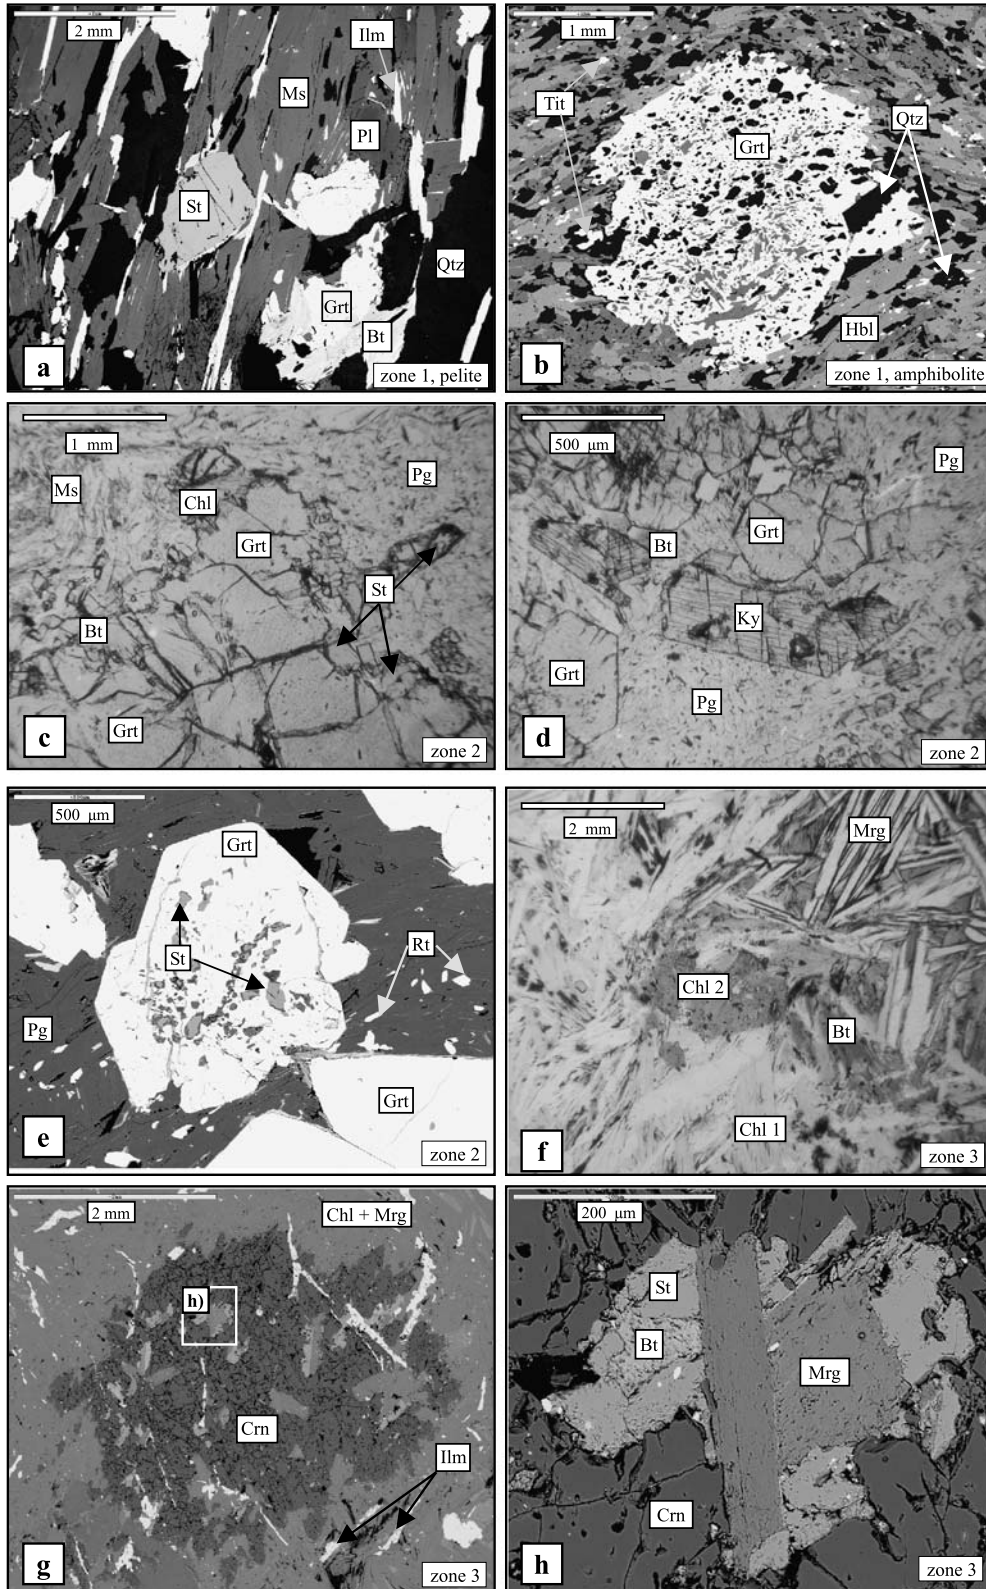 2 mm
Ilm
Ms
Pl
St
Qtz
Grt
Bt
a
zone 1, pelite
1 mm
Tit
Qtz
Grt
Hbl
b
zone 1, amphibolite
1 mm
Pg
Ms
Chl
Grt
St
Bt
Grt
c
zone 2
500 µm
Pg
Grt
Bt
Ky
Grt
Pg
d
zone 2
500 µm
Grt
St
Rt
Pg
Grt
e
zone 2
2 mm
Mrg
Chl 2
Bt
Chl 1
f
zone 3
2 mm
Chl + Mrg
h)
Crn
Ilm
g
zone 3
200 µm
St
Bt
Mrg
Crn
h
zone 3